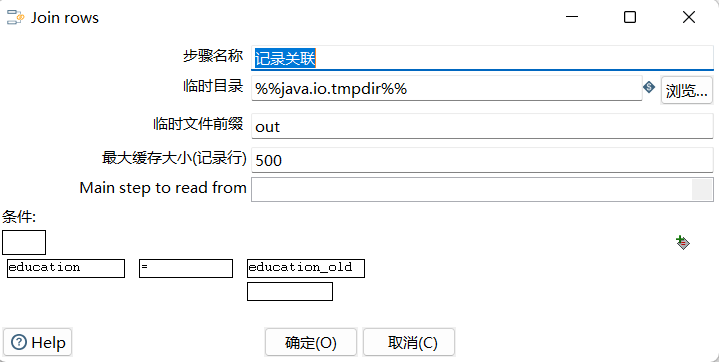 Join rows
步骤名称 记录关联
临时目录 %%java.io.tmpdir%% 浏览...
临时文件前缀 out
最大缓存大小(记录行) 500
Main step to read from
条件:
education = education_old
Help 确定(O) 取消(C)